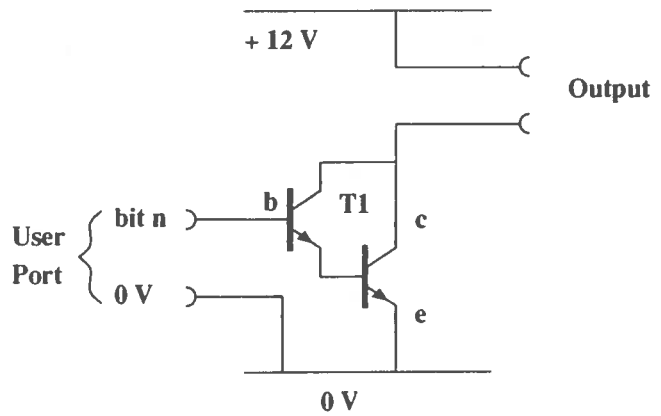 + 12 V
Output
b
T1
bit n
c
User
Port
0 V
e
0 V